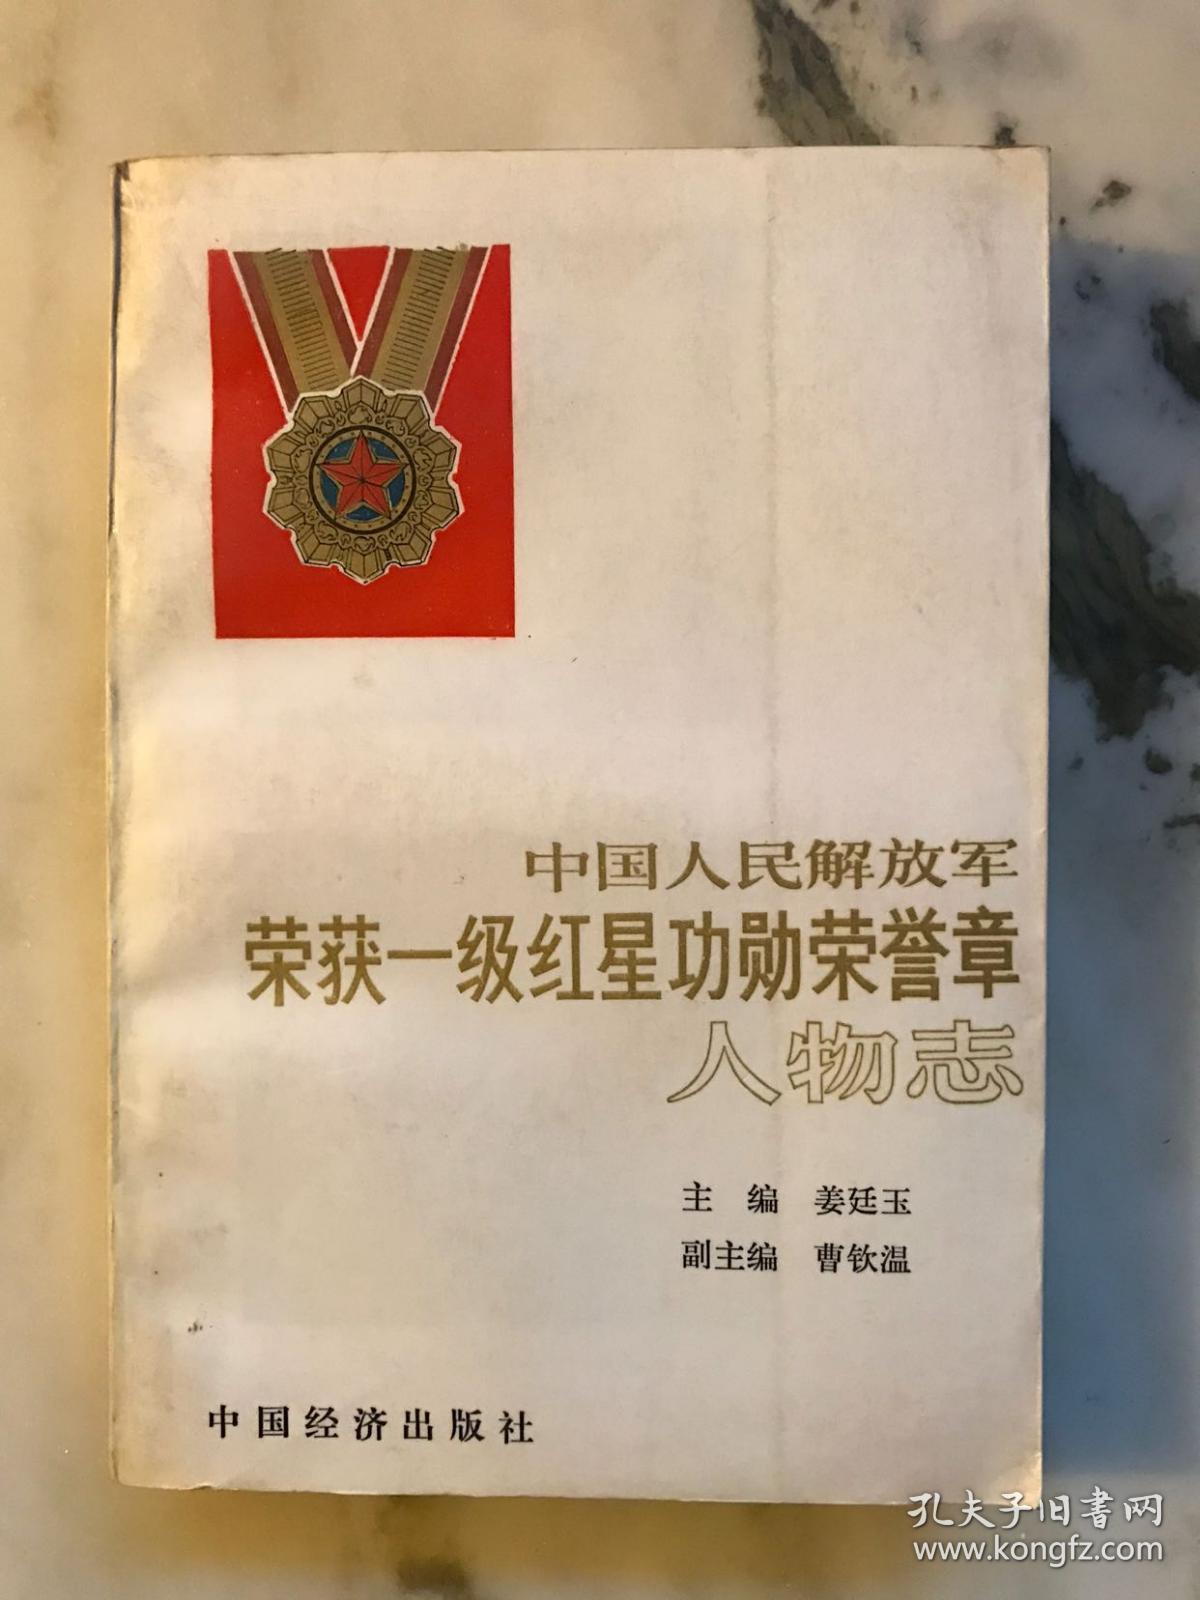 中国人民解放军
荣获一级红星功勋荣誉章
人物志
主 编 姜廷玉
副主编 曹钦温
中国经济出版社
孔夫子旧书网
www.kongfz.com